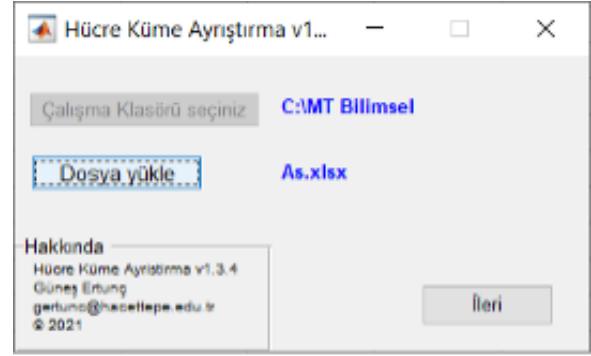 Hücre Küme Ayrıştırma v1...
Çalışma Klasörü seçiniz
C:\MT Bilimsel
Dosya yükle
As.xlsx
Hakkında
Hücre Küme Ayristirma v1.3.4
Güneş Ertunç
gertunc@hacettepe.edu.tr
© 2021
İleri